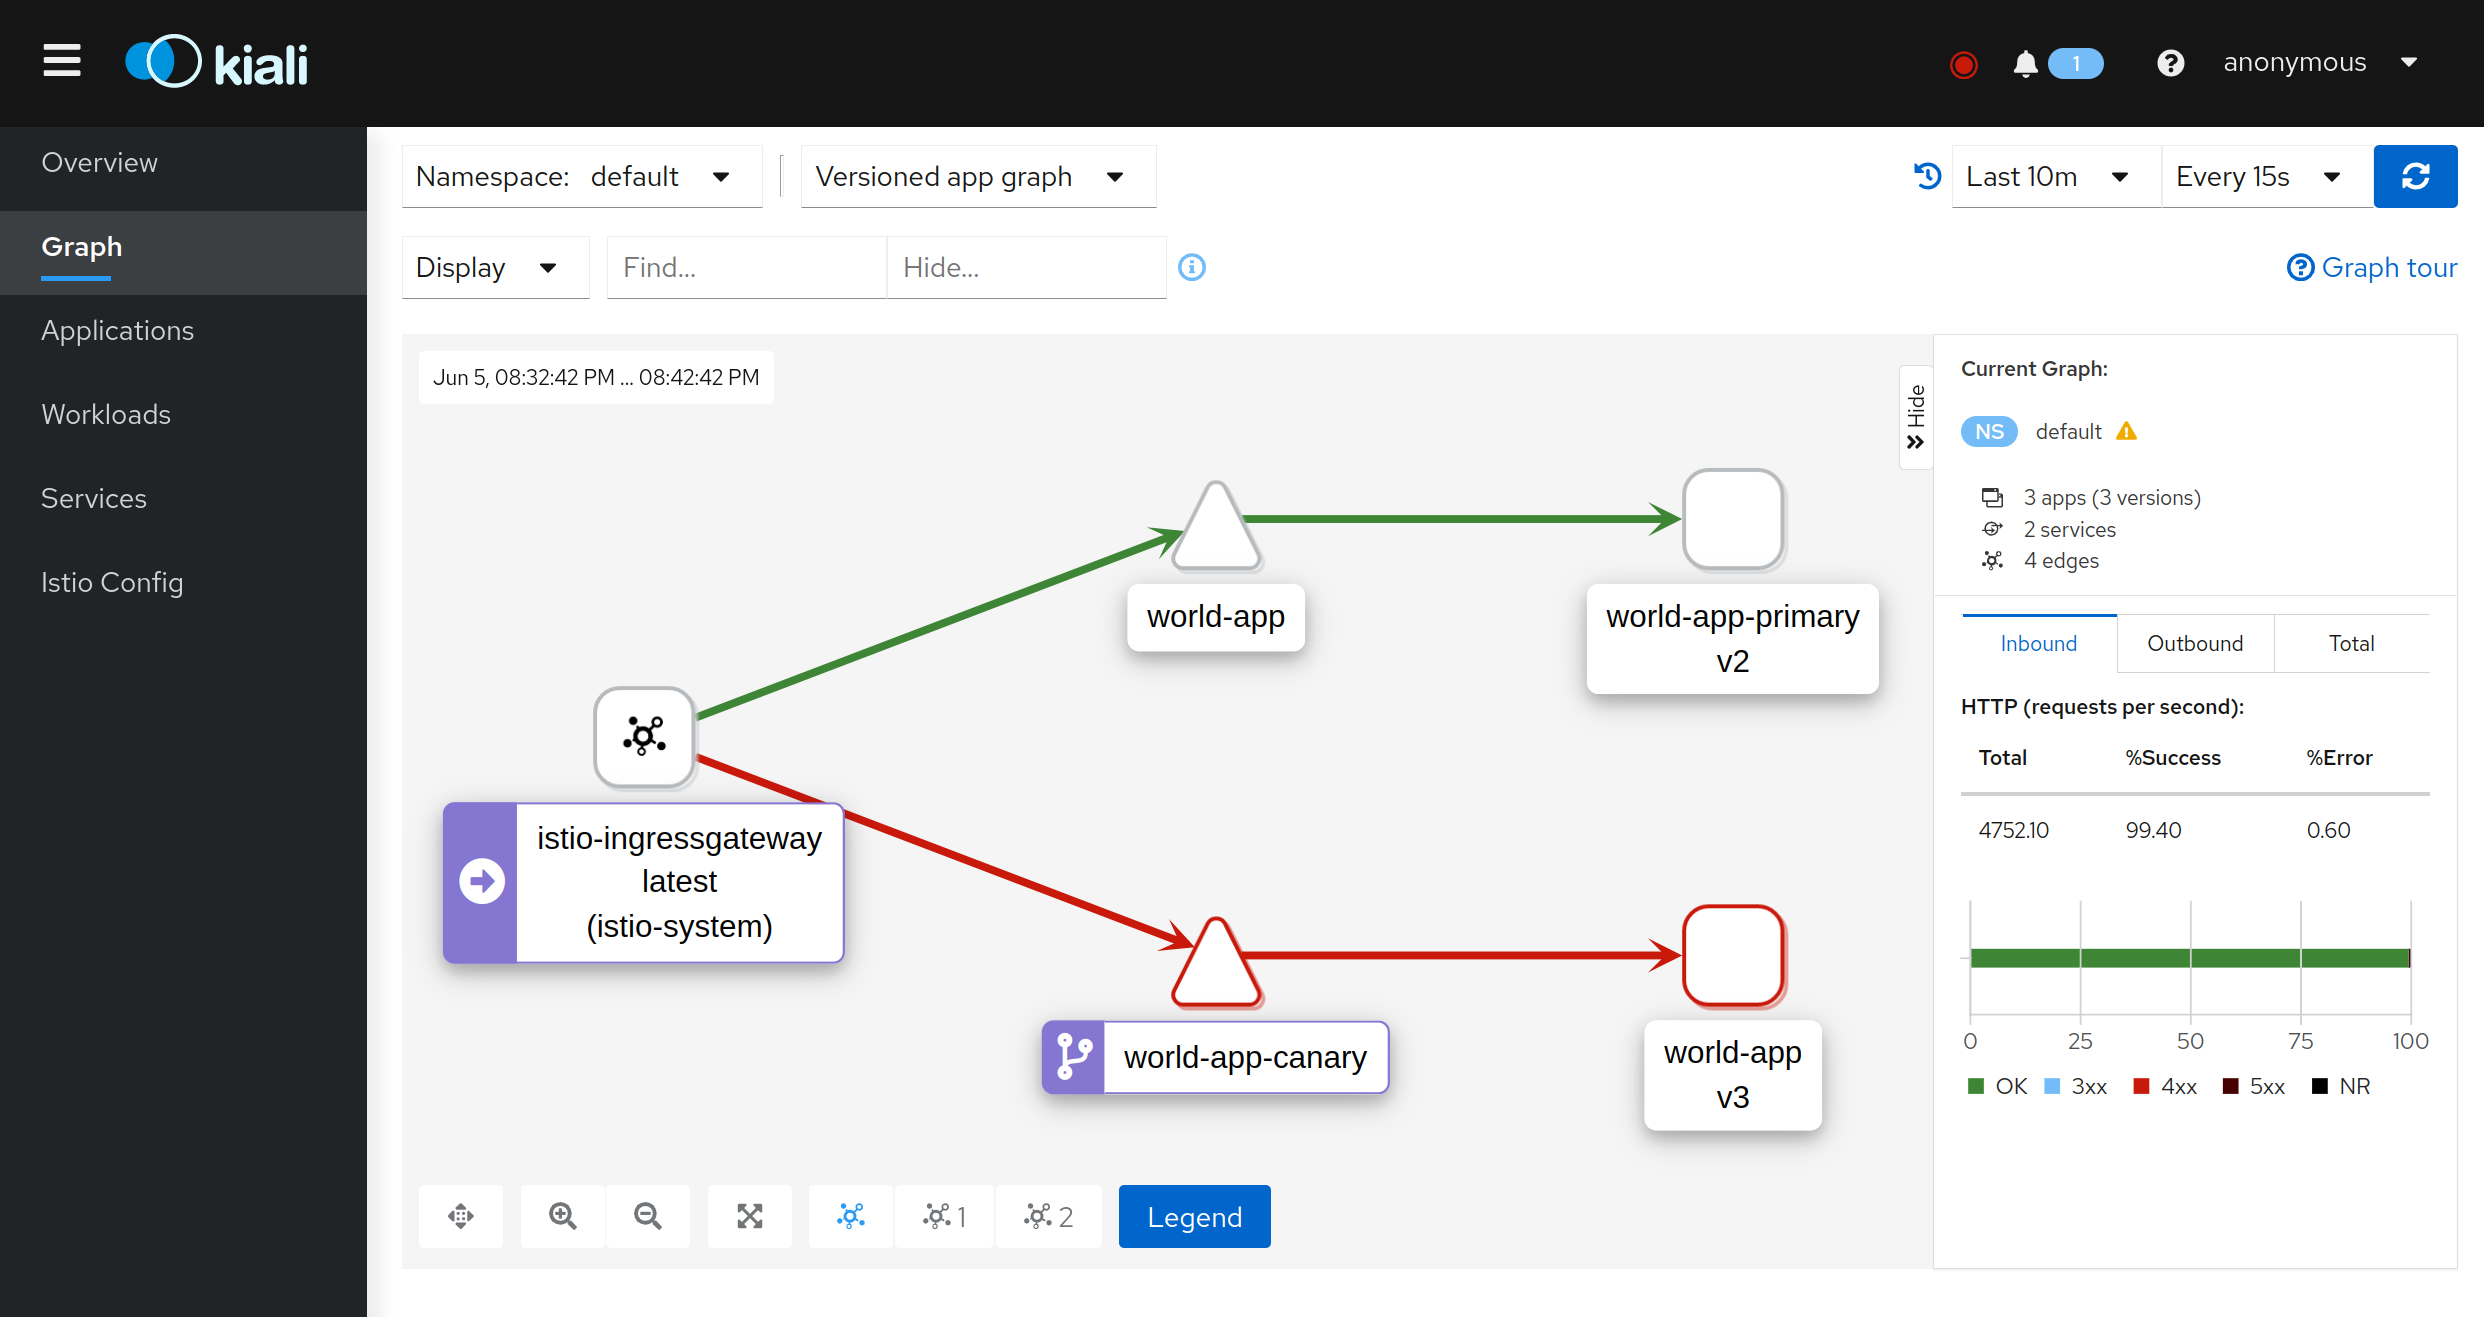 kiali
1
anonymous
Overview
Graph
Applications
Workloads
Services
Istio Config
Namespace: default
Versioned app graph
Last 10m
Every 15s
Display
Find...
Hide...
Graph tour
Jun 5, 08:32:42 PM ... 08:42:42 PM
Hide
world-app
world-app-primary
v2
istio-ingressgateway
latest
(istio-system)
world-app-canary
world-app
v3
1
2
Legend
Current Graph:
NS default
3 apps (3 versions)
2 services
4 edges
Inbound Outbound Total
HTTP (requests per second):
Total %Success %Error
4752.10 99.40 0.60
0 25 50 75 100
OK 3xx 4xx 5xx NR